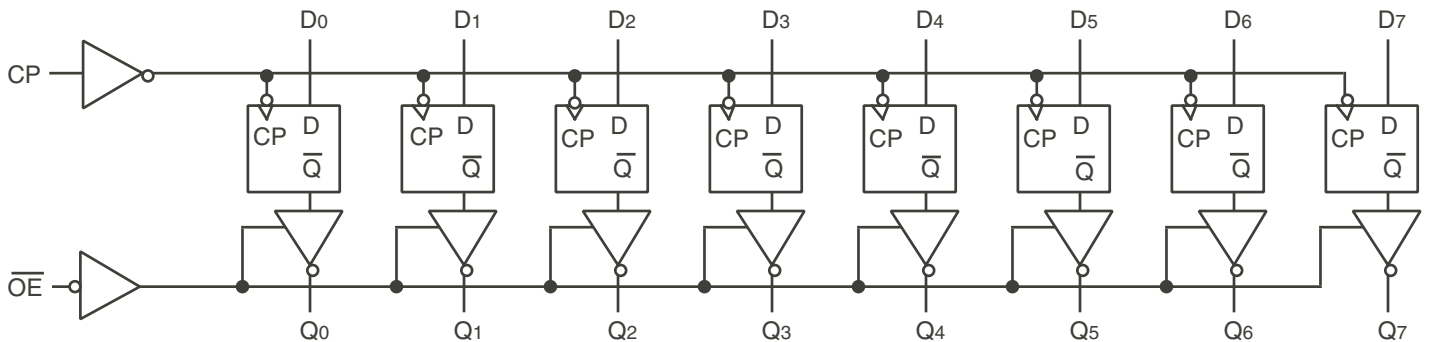 D0 D1 D2 D3 D4 D5 D6 D7
CP
CP D CP D CP D CP D CP D CP D CP D CP D
Q̅ Q̅ Q̅ Q̅ Q̅ Q̅ Q̅ Q̅
O̅E̅
Q0 Q1 Q2 Q3 Q4 Q5 Q6 Q7